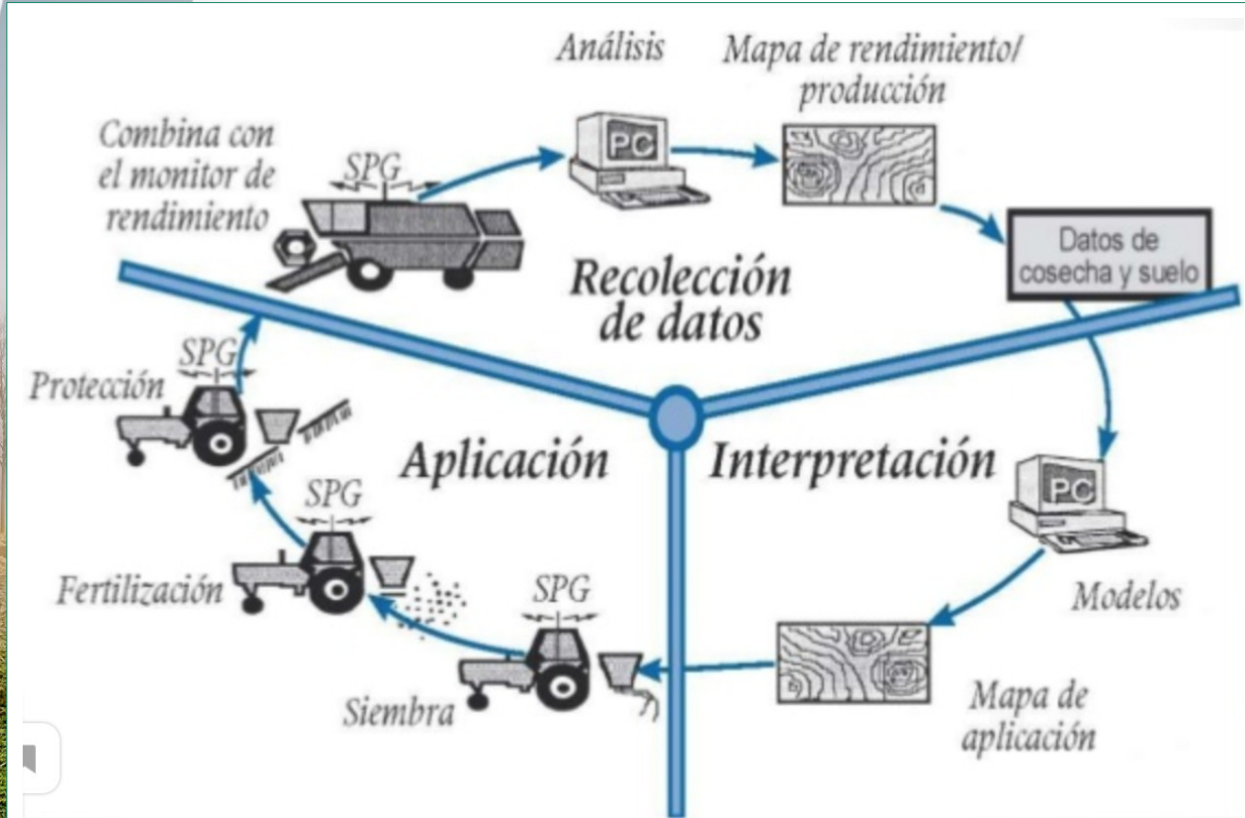 Análisis
Mapa de rendimiento/
producción
Combina con
el monitor de
rendimiento
SPG
PC
Datos de
cosecha y suelo
Recolección
de datos
SPG
Protección
Aplicación
Interpretación
PC
SPG
Fertilización
Modelos
SPG
Siembra
Mapa de
aplicación